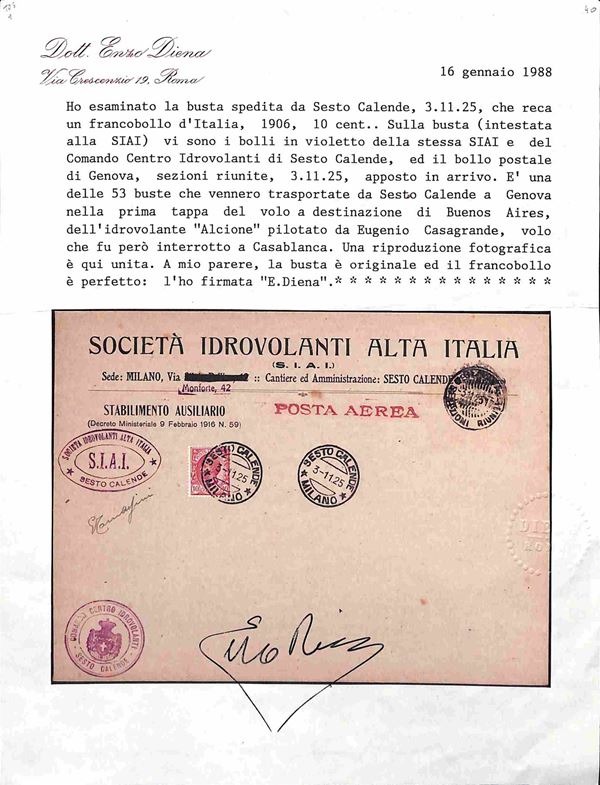 Dott. Enzo Diena
Via Crescenzio 19, Roma
40
16 gennaio 1988
Ho esaminato la busta spedita da Sesto Calende, 3.11.25, che reca
un francobollo d'Italia, 1906, 10 cent.. Sulla busta (intestata
alla SIAI) vi sono i bolli in violetto della stessa SIAI e del
Comando Centro Idrovolanti di Sesto Calende, ed il bollo postale
di Genova, sezioni riunite, 3.11.25, apposto in arrivo. E' una
delle 53 buste che vennero trasportate da Sesto Calende a Genova
nella prima tappa del volo a destinazione di Buenos Aires,
dell'idrovolante "Alcione" pilotato da Eugenio Casagrande, volo
che fu però interrotto a Casablanca. Una riproduzione fotografica
è qui unita. A mio parere, la busta è originale ed il francobollo
è perfetto: l'ho firmata "E.Diena".* * * * * * * * * * * * * * *
SOCIETÀ IDROVOLANTI ALTA ITALIA
(S. I. A. I.)
Sede: MILANO, Via :: Cantiere ed Amministrazione: SESTO CALENDE
Monforte, 42
STABILIMENTO AUSILIARIO
(Decreto Ministeriale 9 Febbraio 1916 N. 59)
POSTA AEREA
SOCIETÀ IDROVOLANTI ALTA ITALIA
S.I.A.I.
SESTO CALENDE
SESTO CALENDE
3-11.25
MILANO
SESTO CALENDE
3-11.25
MILANO
COMANDO CENTRO IDROVOLANTI
SESTO CALENDE